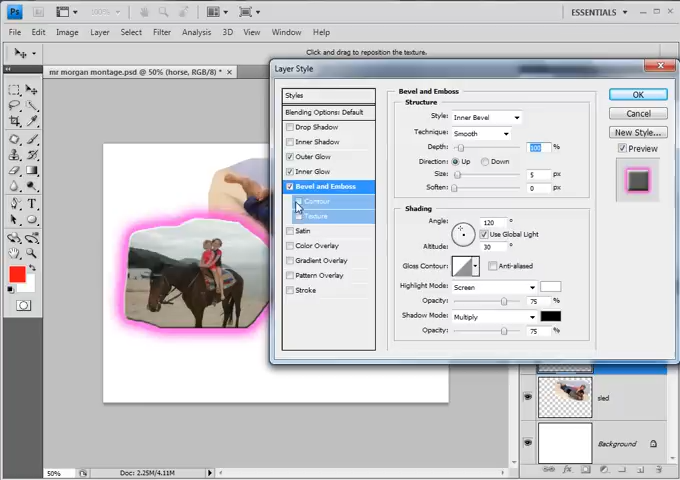 Ps
100%
ESSENTIALS
File Edit Image Layer Select Filter Analysis 3D View Window Help
Click and drag to reposition the texture.
mr morgan montage.psd @ 50% (horse, RGB/8) *
Layer Style
Styles
Blending Options: Default
Drop Shadow
Inner Shadow
Outer Glow
Inner Glow
Bevel and Emboss
Contour
Texture
Satin
Color Overlay
Gradient Overlay
Pattern Overlay
Stroke
Bevel and Emboss
Structure
Style: Inner Bevel
Technique: Smooth
Depth: 100 %
Direction: Up Down
Size: 5 px
Soften: 0 px
Shading
Angle: 120 °
Use Global Light
Altitude: 30 °
Gloss Contour: Anti-aliased
Highlight Mode: Screen
Opacity: 75 %
Shadow Mode: Multiply
Opacity: 75 %
OK
Cancel
New Style...
Preview
sled
Background
50% Doc: 2.25M/4.11M
fx